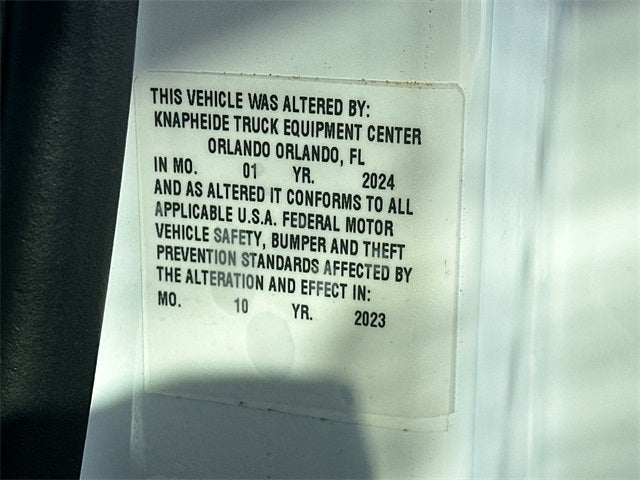 THIS VEHICLE WAS ALTERED BY:
KNAPHEIDE TRUCK EQUIPMENT CENTER
ORLANDO ORLANDO, FL
IN MO. 01 YR. 2024
AND AS ALTERED IT CONFORMS TO ALL
APPLICABLE U.S.A. FEDERAL MOTOR
VEHICLE SAFETY, BUMPER AND THEFT
PREVENTION STANDARDS AFFECTED BY
THE ALTERATION AND EFFECT IN:
MO. 10 YR. 2023